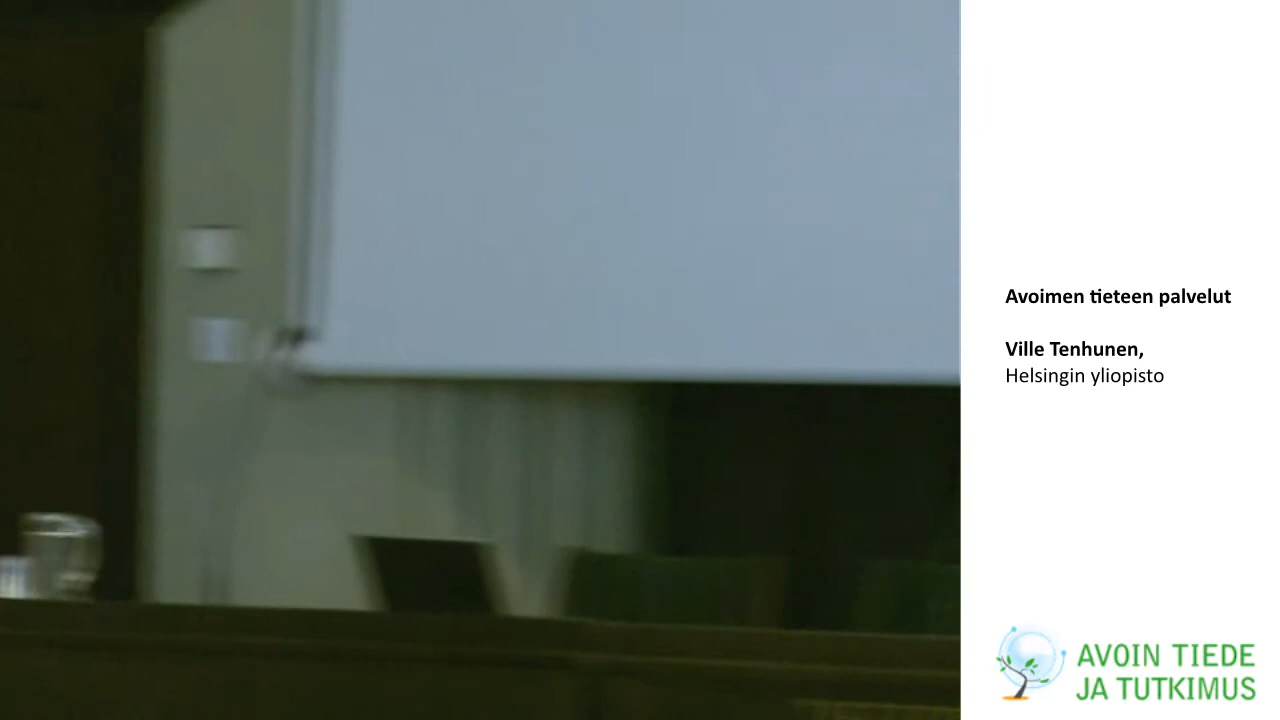 Avoimen tieteen palvelut
Ville Tenhunen,
Helsingin yliopisto
AVOIN TIEDE
JA TUTKIMUS